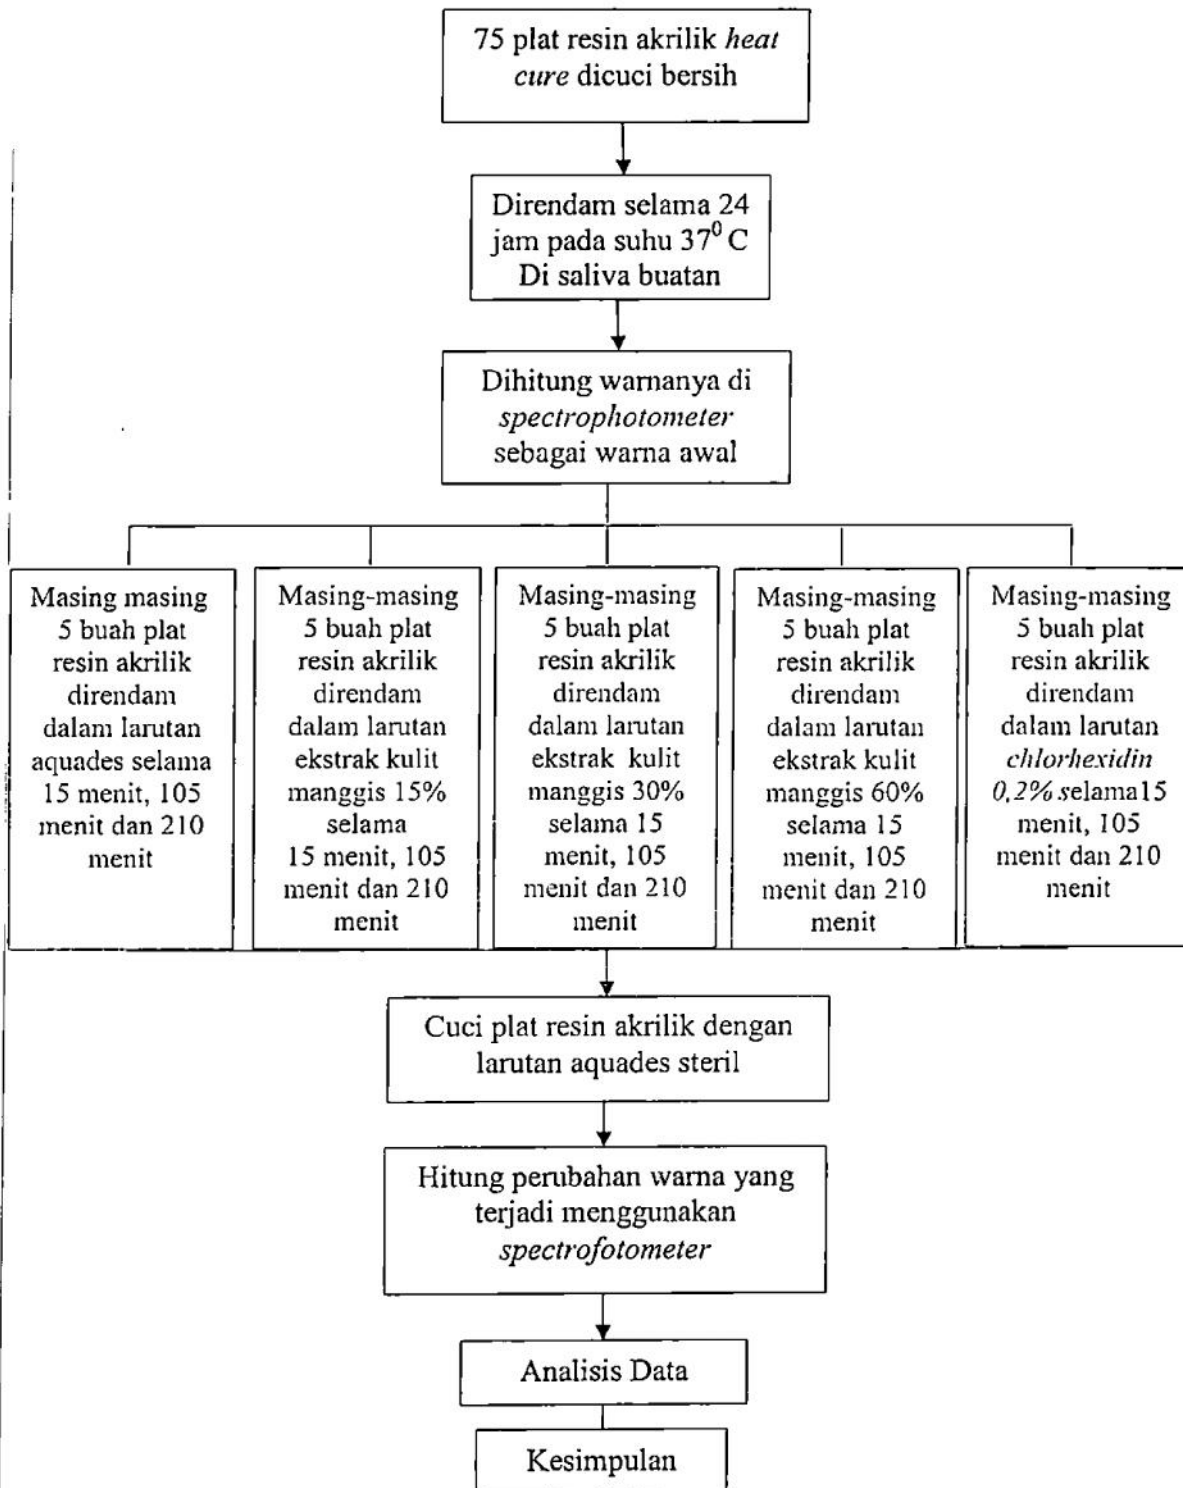 75 plat resin akrilik heat
cure dicuci bersih
Direndam selama 24
jam pada suhu 37⁰ C
Di saliva buatan
Dihitung warnanya di
spectrophotometer
sebagai warna awal
Masing masing
5 buah plat
resin akrilik
direndam
dalam larutan
aquades selama
15 menit, 105
menit dan 210
menit
Masing-masing
5 buah plat
resin akrilik
direndam
dalam larutan
ekstrak kulit
manggis 15%
selama
15 menit, 105
menit dan 210
menit
Masing-masing
5 buah plat
resin akrilik
direndam
dalam larutan
ekstrak kulit
manggis 30%
selama 15
menit, 105
menit dan 210
menit
Masing-masing
5 buah plat
resin akrilik
direndam
dalam larutan
ekstrak kulit
manggis 60%
selama 15
menit, 105
menit dan 210
menit
Masing-masing
5 buah plat
resin akrilik
direndam
dalam larutan
chlorhexidin
0,2% selama15
menit, 105
menit dan 210
menit
Cuci plat resin akrilik dengan
larutan aquades steril
Hitung perubahan warna yang
terjadi menggunakan
spectrofotometer
Analisis Data
Kesimpulan